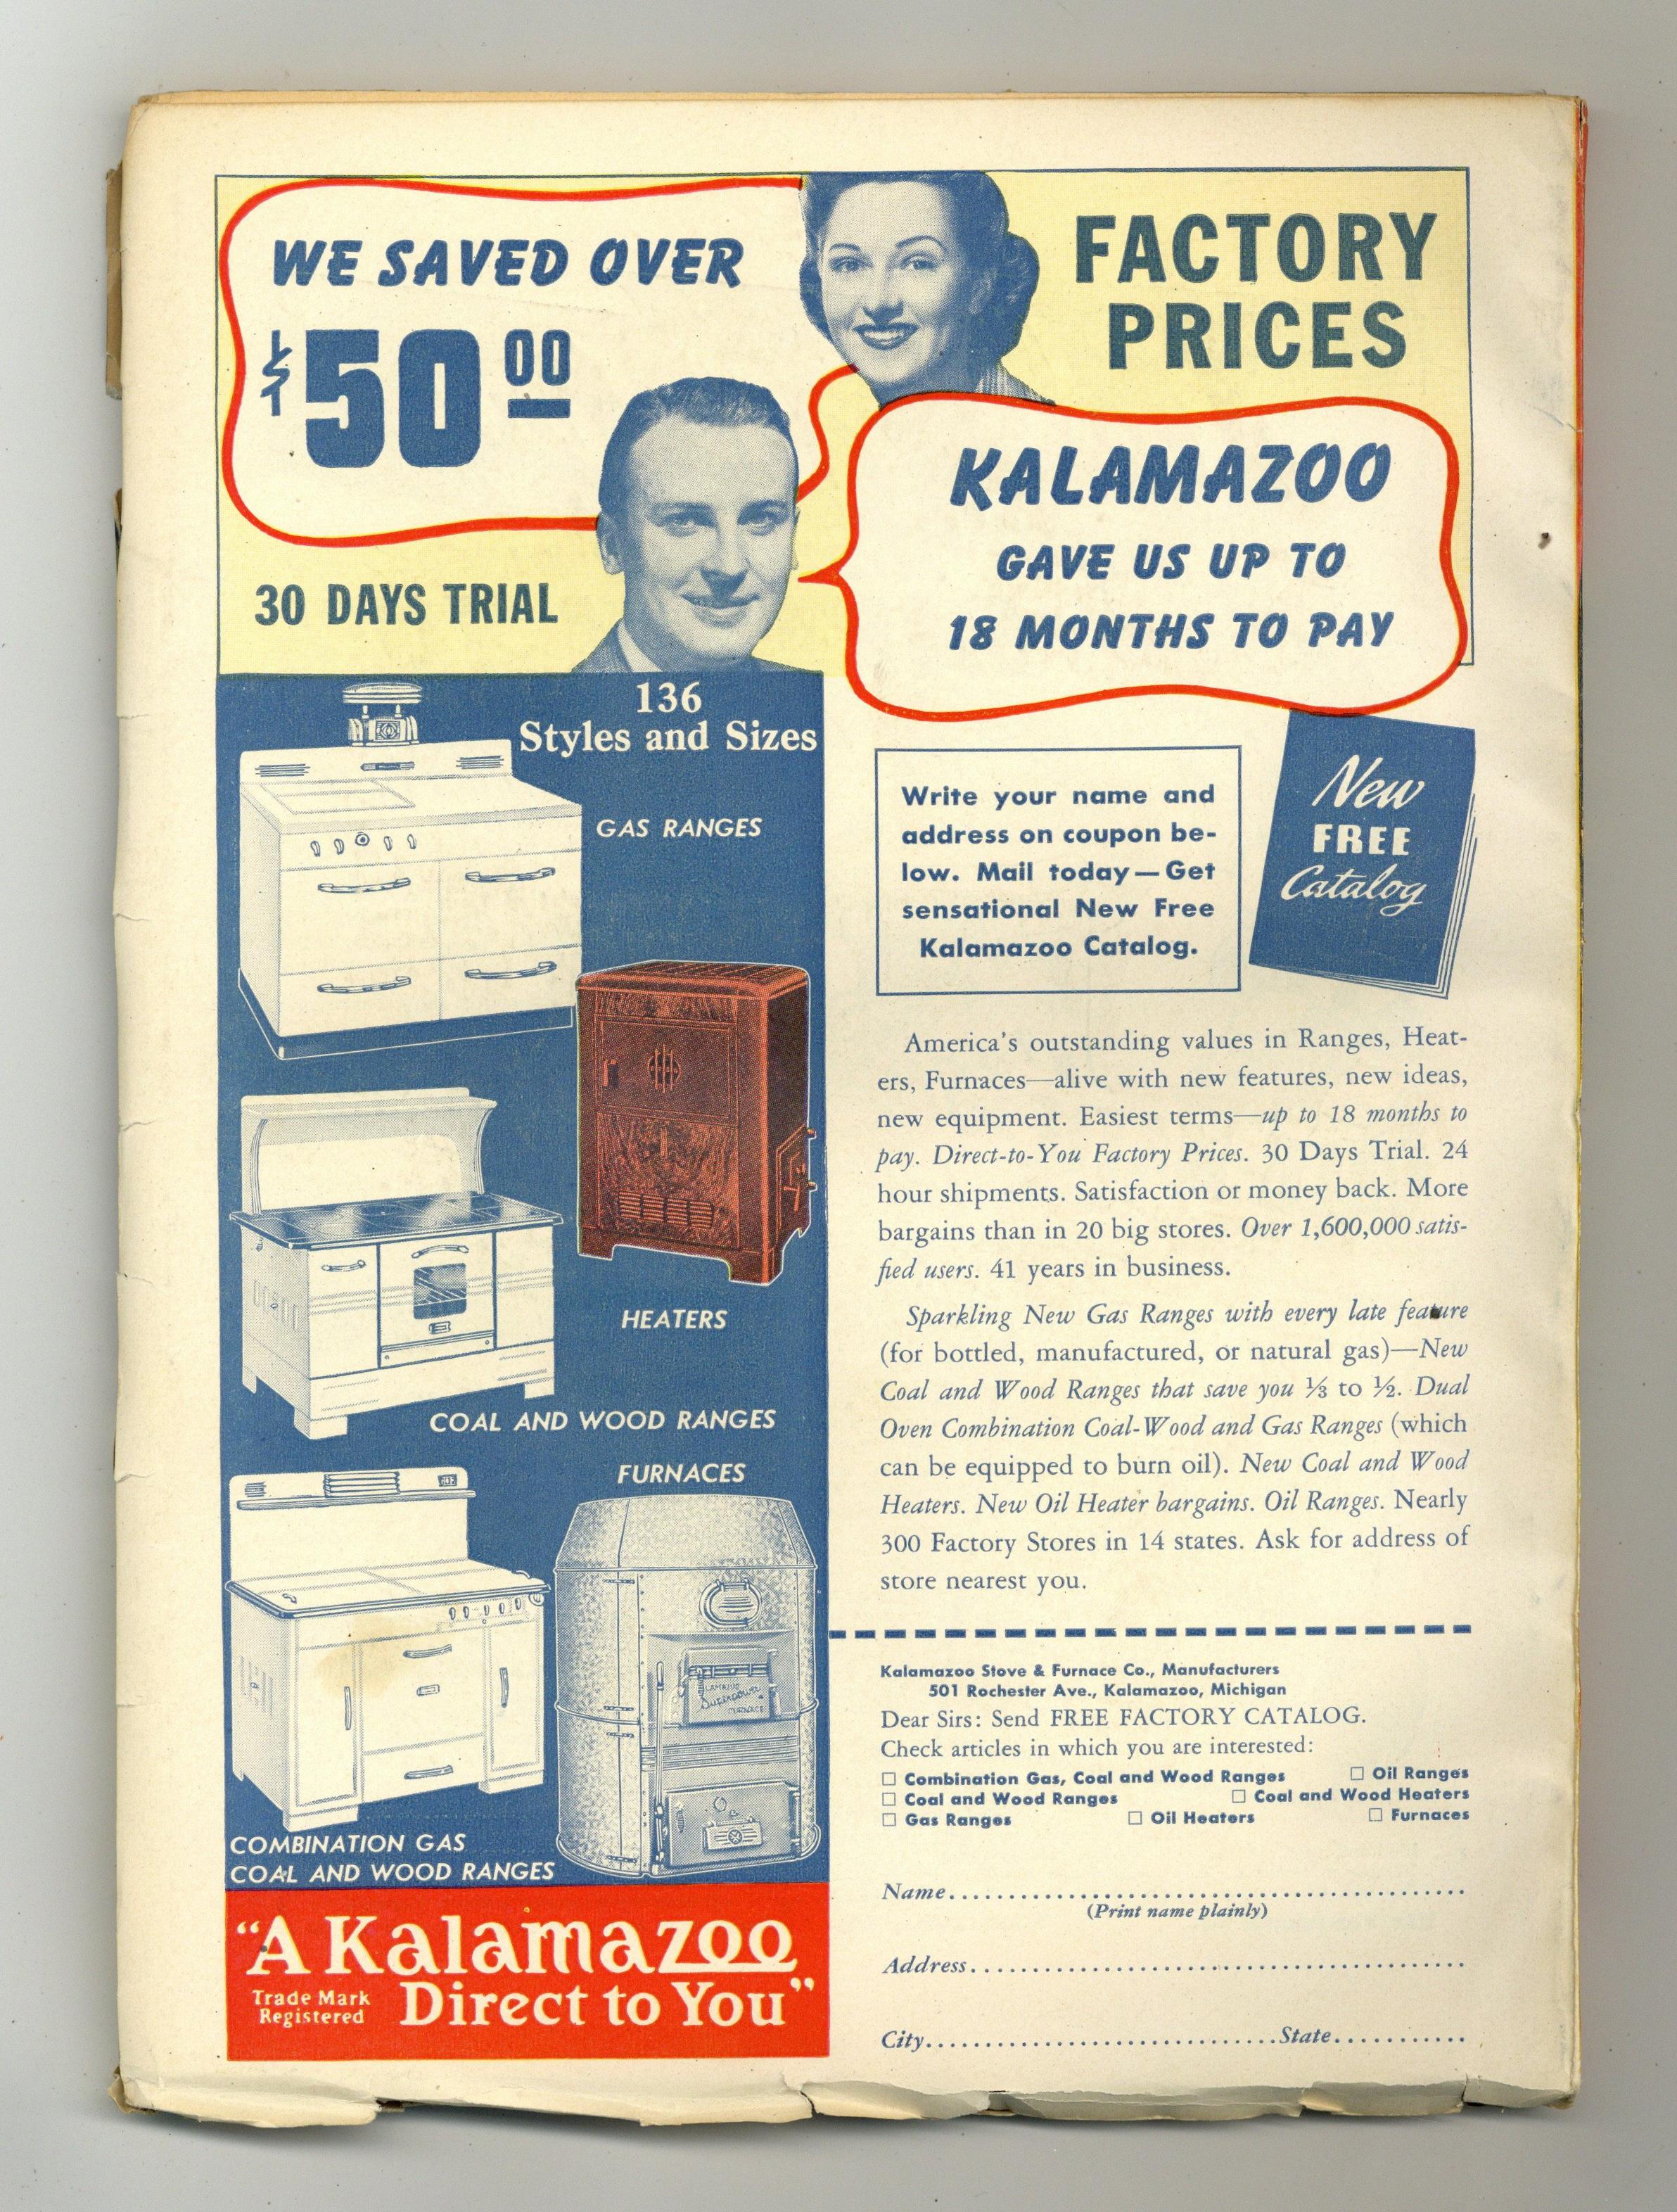 WE SAVED OVER
$50 00
FACTORY
PRICES
KALAMAZOO
GAVE US UP TO
18 MONTHS TO PAY
30 DAYS TRIAL
136
Styles and Sizes
GAS RANGES
HEATERS
COAL AND WOOD RANGES
FURNACES
COMBINATION GAS
COAL AND WOOD RANGES
"A Kalamazoo
Trade Mark
Registered
Direct to You"
Write your name and
address on coupon be-
low. Mail today—Get
sensational New Free
Kalamazoo Catalog.
New
FREE
Catalog
America's outstanding values in Ranges, Heat-
ers, Furnaces—alive with new features, new ideas,
new equipment. Easiest terms—up to 18 months to
pay. Direct-to-You Factory Prices. 30 Days Trial. 24
hour shipments. Satisfaction or money back. More
bargains than in 20 big stores. Over 1,600,000 satis-
fied users. 41 years in business.
Sparkling New Gas Ranges with every late feature
(for bottled, manufactured, or natural gas)—New
Coal and Wood Ranges that save you ⅓ to ½. Dual
Oven Combination Coal-Wood and Gas Ranges (which
can be equipped to burn oil). New Coal and Wood
Heaters. New Oil Heater bargains. Oil Ranges. Nearly
300 Factory Stores in 14 states. Ask for address of
store nearest you.
Kalamazoo Stove & Furnace Co., Manufacturers
501 Rochester Ave., Kalamazoo, Michigan
Dear Sirs: Send FREE FACTORY CATALOG.
Check articles in which you are interested:
☐ Combination Gas, Coal and Wood Ranges ☐ Oil Ranges
☐ Coal and Wood Ranges ☐ Coal and Wood Heaters
☐ Gas Ranges ☐ Oil Heaters ☐ Furnaces
Name
(Print name plainly)
Address
City State